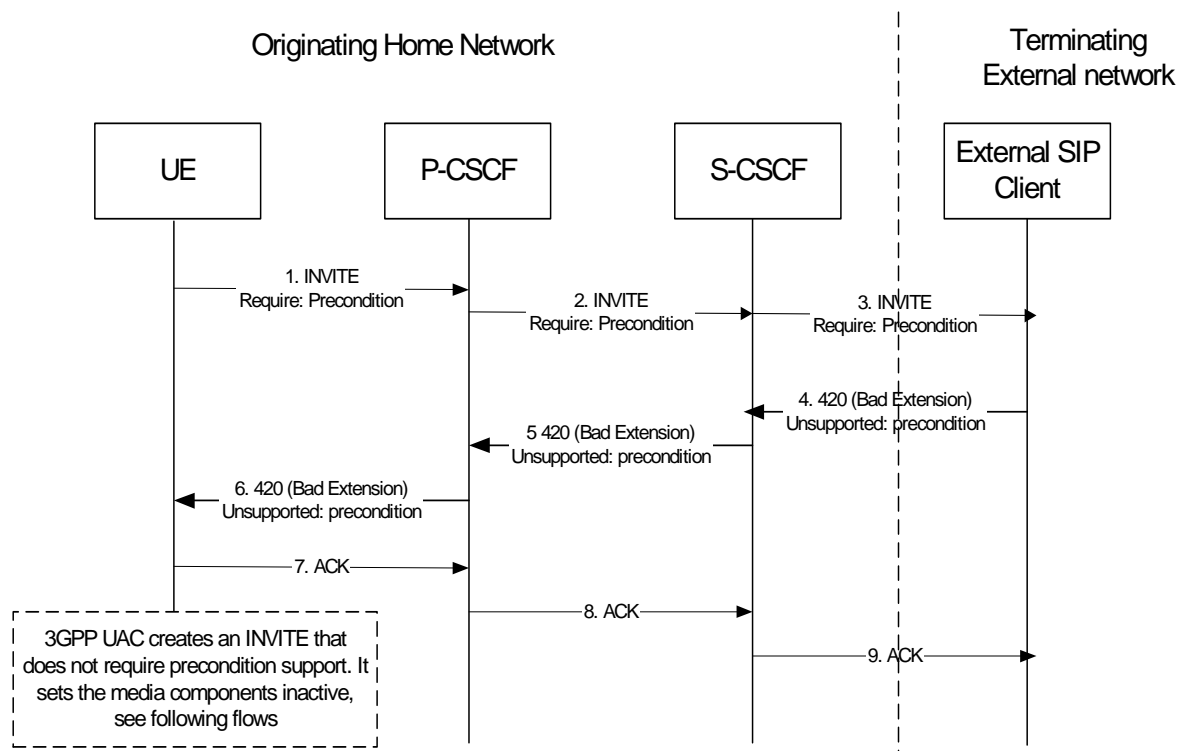 Originating Home Network
Terminating
External network
UE
P-CSCF
S-CSCF
External SIP
Client
1. INVITE
Require: Precondition
2. INVITE
Require: Precondition
3. INVITE
Require: Precondition
4. 420 (Bad Extension)
Unsupported: precondition
5 420 (Bad Extension)
Unsupported: precondition
6. 420 (Bad Extension)
Unsupported: precondition
7. ACK
8. ACK
9. ACK
3GPP UAC creates an INVITE that
does not require precondition support. It
sets the media components inactive,
see following flows